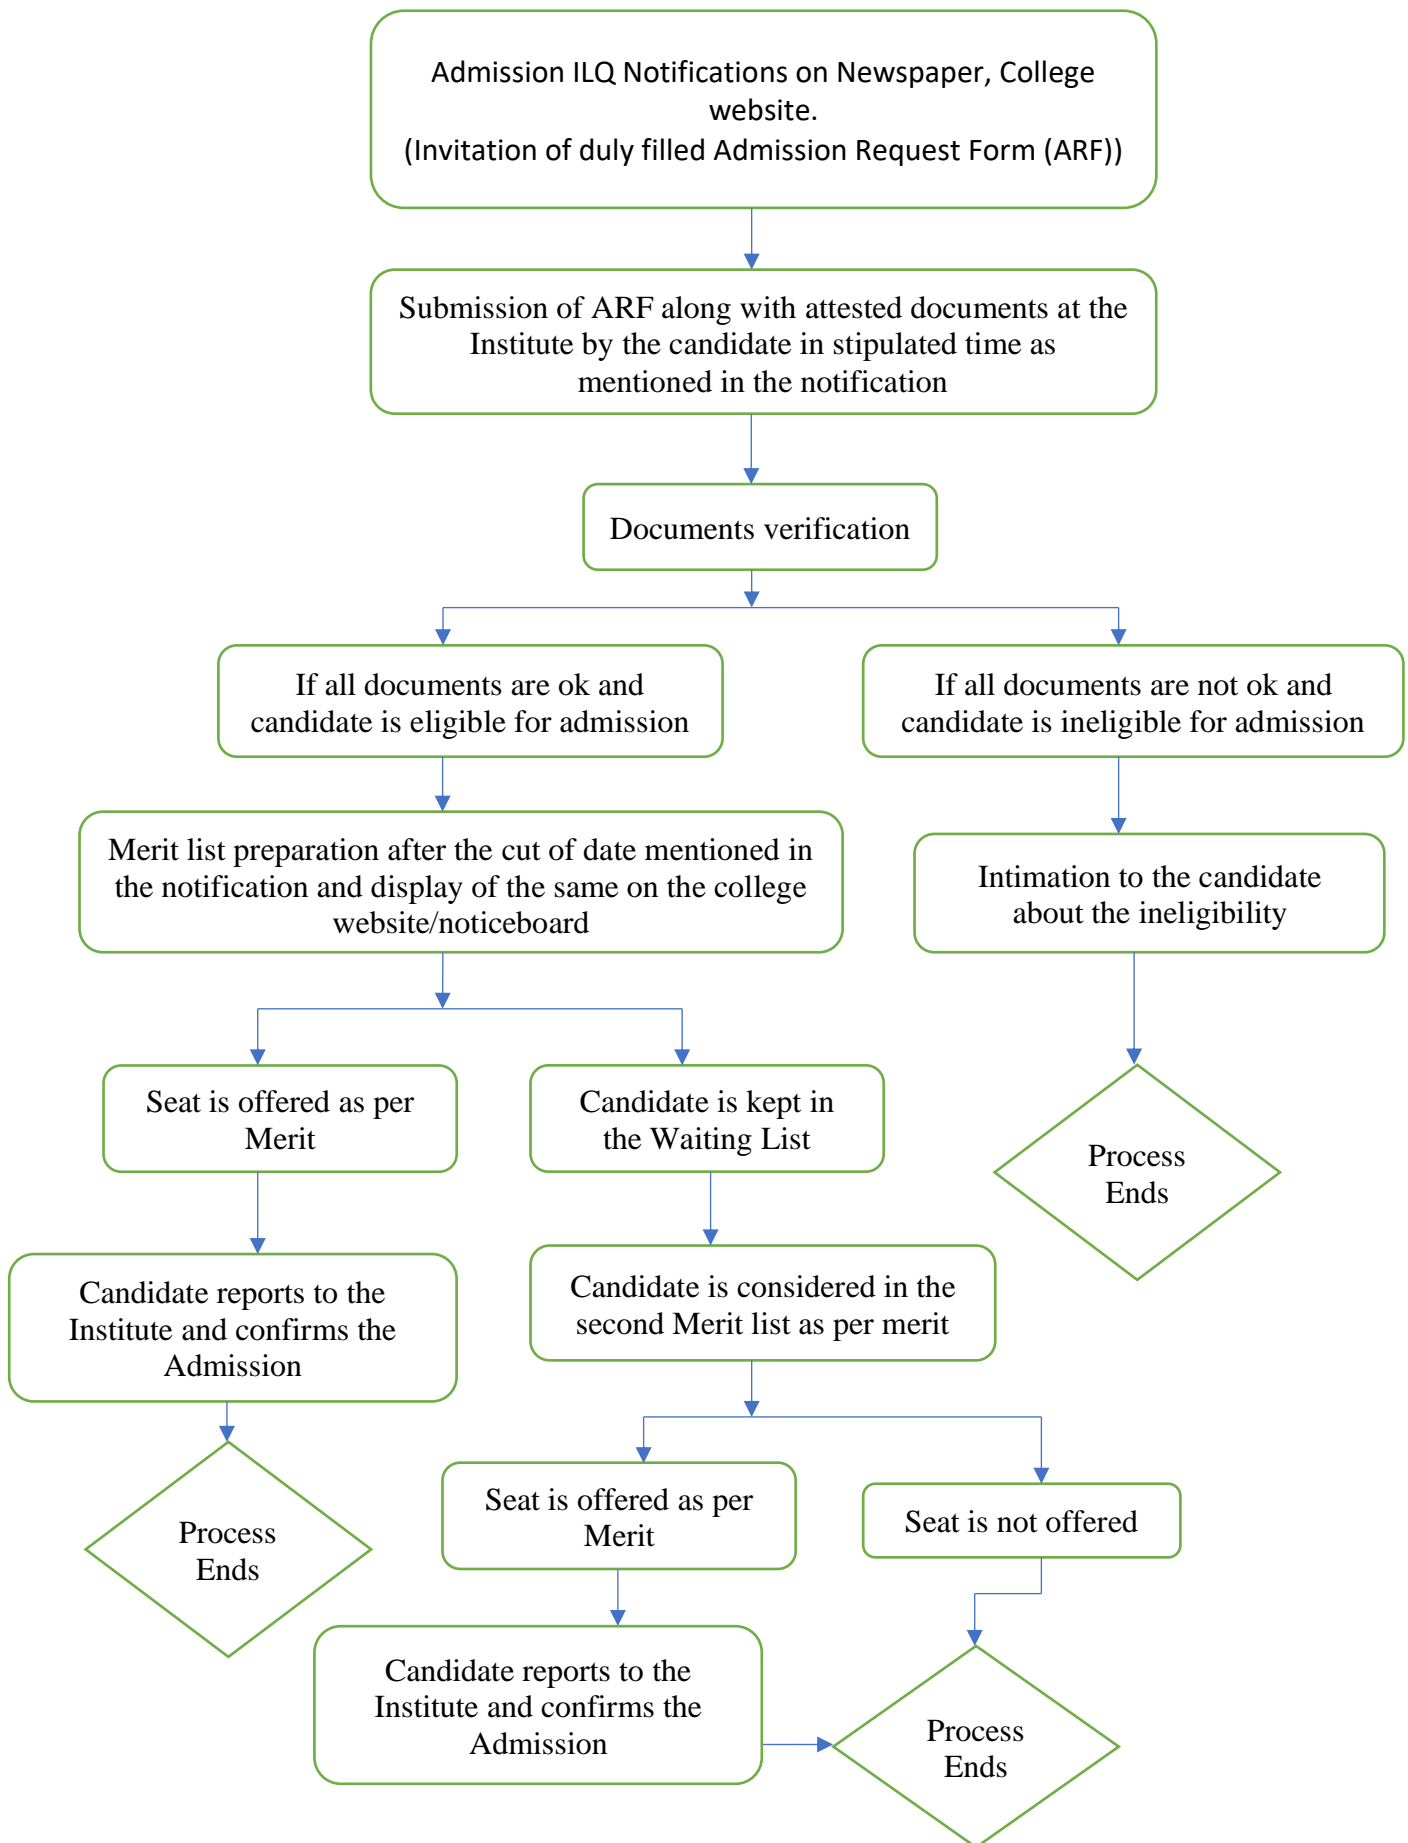 Admission ILQ Notifications on Newspaper, College
website.
(Invitation of duly filled Admission Request Form (ARF))
Submission of ARF along with attested documents at the
Institute by the candidate in stipulated time as
mentioned in the notification
Documents verification
If all documents are ok and
candidate is eligible for admission
If all documents are not ok and
candidate is ineligible for admission
Merit list preparation after the cut of date mentioned in
the notification and display of the same on the college
website/noticeboard
Intimation to the candidate
about the ineligibility
Seat is offered as per
Merit
Candidate is kept in
the Waiting List
Process
Ends
Candidate reports to the
Institute and confirms the
Admission
Candidate is considered in the
second Merit list as per merit
Process
Ends
Seat is offered as per
Merit
Seat is not offered
Candidate reports to the
Institute and confirms the
Admission
Process
Ends